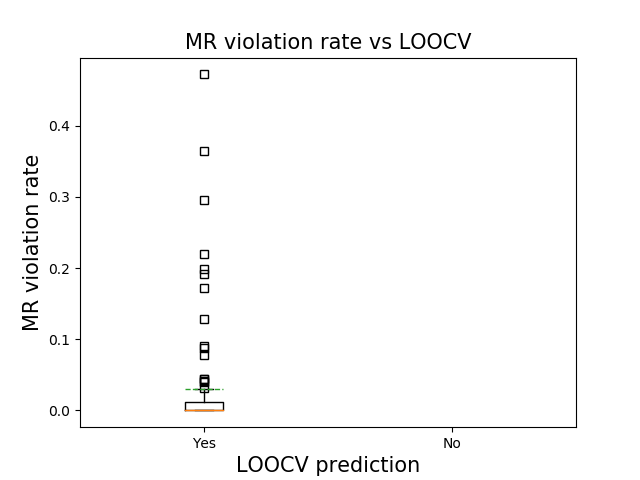 MR violation rate vs LOOCV
MR violation rate
0.4
0.3
0.2
0.1
0.0
Yes
No
LOOCV prediction